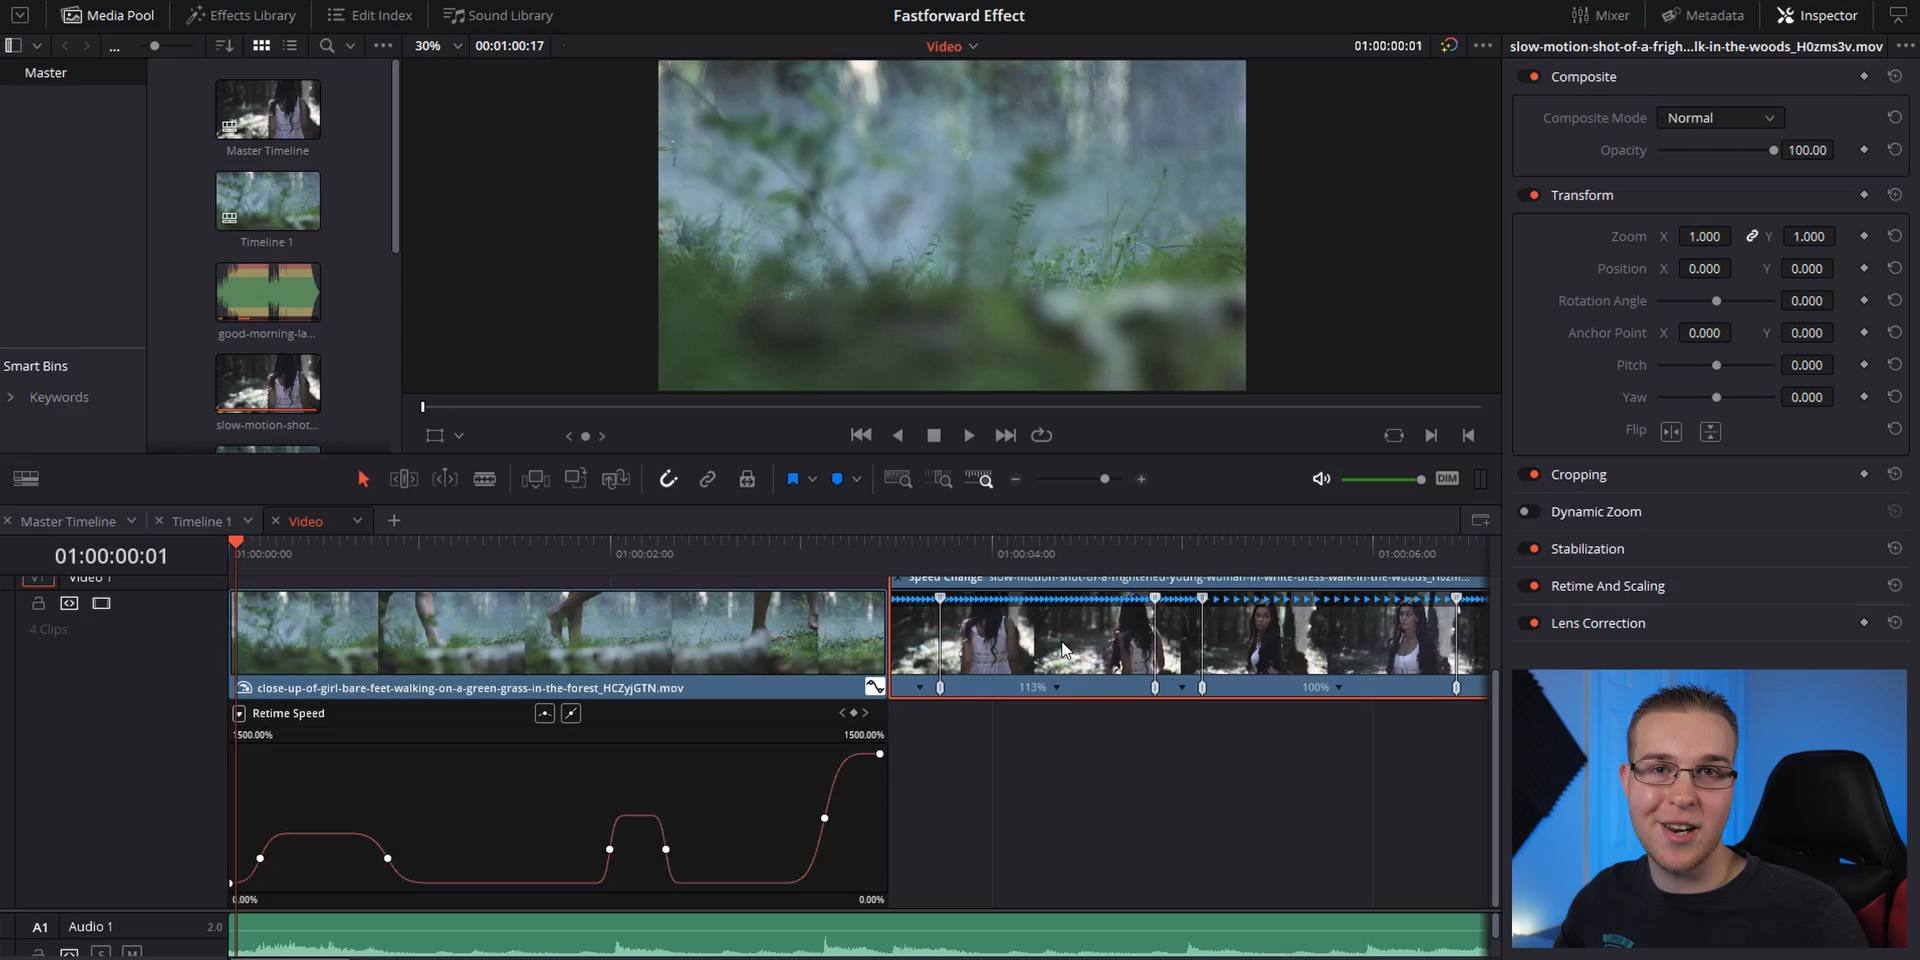 Media Pool
Effects Library
Edit Index
Sound Library
Fastforward Effect
Mixer
Metadata
Inspector
...
30%
00:01:00:17
Video
01:00:00:01
slow-motion-shot-of-a-frigh...lk-in-the-woods_H0zms3v.mov
Master
Master Timeline
Timeline 1
good-morning-la...
slow-motion-shot...
Smart Bins
Keywords
Composite
Composite Mode
Normal
Opacity
100.00
Transform
Zoom X 1.000 Y 1.000
Position X 0.000 Y 0.000
Rotation Angle 0.000
Anchor Point X 0.000 Y 0.000
Pitch 0.000
Yaw 0.000
Flip
Cropping
Dynamic Zoom
Stabilization
Retime And Scaling
Lens Correction
DIM
Master Timeline
Timeline 1
Video
01:00:00:01
01:00:00:00
01:00:02:00
01:00:04:00
01:00:06:00
V1 Video 1
4 Clips
Speed Change slow-motion-shot-of-a-frightened-young-woman-in-white-dress-walk-in-the-woods_H0zm...
close-up-of-girl-bare-feet-walking-on-a-green-grass-in-the-forest_HCZyjGTN.mov
113%
100%
Retime Speed
1500.00%
1500.00%
0.00%
0.00%
A1 Audio 1 2.0
S M